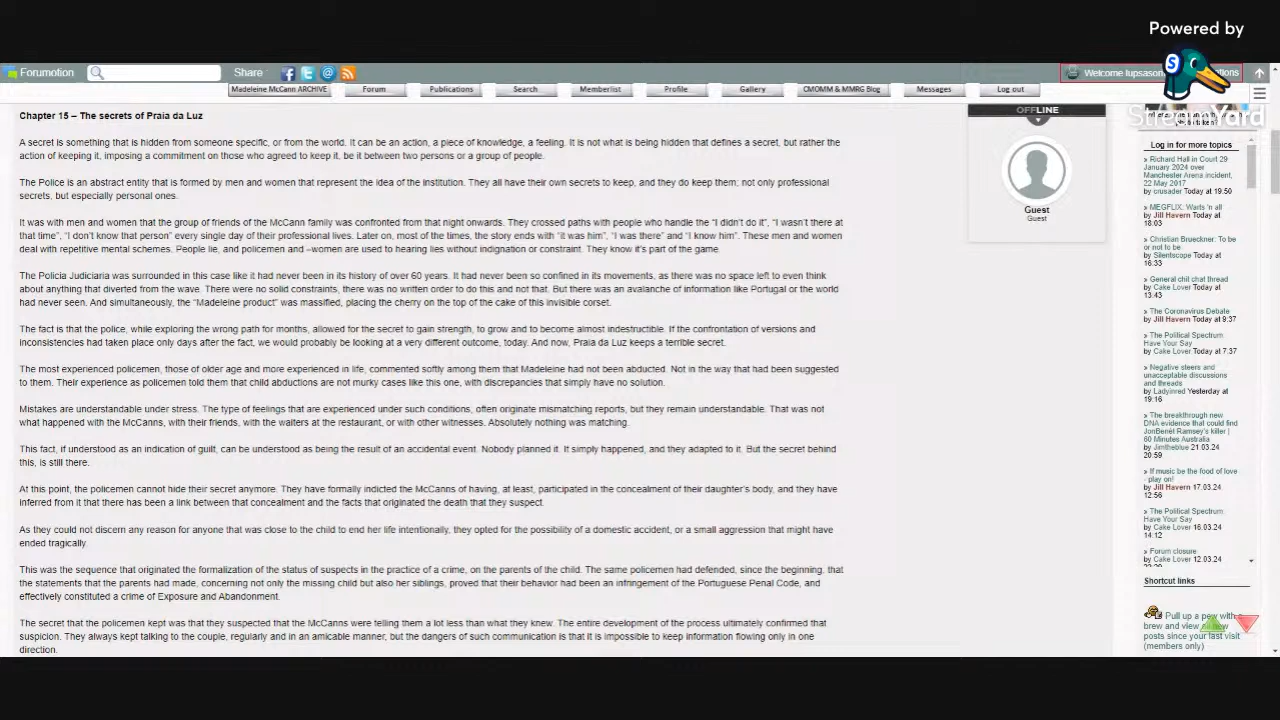 Powered by
Forumotion
Share
Welcome lupsason
Madeleine McCann ARCHIVE
Forum
Publications
Search
Memberlist
Profile
Gallery
CMOMM & MMRG Blog
Messages
Log out
StreamYard
Chapter 15 – The secrets of Praia da Luz
A secret is something that is hidden from someone specific, or from the world. It can be an action, a piece of knowledge, a feeling. It is not what is being hidden that defines a secret, but rather the
action of keeping it, imposing a commitment on those who agreed to keep it, be it between two persons or a group of people.
The Police is an abstract entity that is formed by men and women that represent the idea of the institution. They all have their own secrets to keep, and they do keep them; not only professional
secrets, but especially personal ones.
It was with men and women that the group of friends of the McCann family was confronted from that night onwards. They crossed paths with people who handle the “I didn't do it”, “I wasn't there at
that time”, “I don't know that person” every single day of their professional lives. Later on, most of the times, the story ends with “it was him”, “I was there” and “I know him”. These men and women
deal with repetitive mental schemes. People lie, and policemen and –women are used to hearing lies without indignation or constraint. They know it's part of the game.
The Policia Judiciaria was surrounded in this case like it had never been in its history of over 60 years. It had never been so confined in its movements, as there was no space left to even think
about anything that diverted from the wave. There were no solid constraints, there was no written order to do this and not that. But there was an avalanche of information like Portugal or the world
had never seen. And simultaneously, the “Madeleine product” was massified, placing the cherry on the top of the cake of this invisible corset.
The fact is that the police, while exploring the wrong path for months, allowed for the secret to gain strength, to grow and to become almost indestructible. If the confrontation of versions and
inconsistencies had taken place only days after the fact, we would probably be looking at a very different outcome, today. And now, Praia da Luz keeps a terrible secret.
The most experienced policemen, those of older age and more experienced in life, commented softly among them that Madeleine had not been abducted. Not in the way that had been suggested
to them. Their experience as policemen told them that child abductions are not murky cases like this one, with discrepancies that simply have no solution.
Mistakes are understandable under stress. The type of feelings that are experienced under such conditions, often originate mismatching reports, but they remain understandable. That was not
what happened with the McCanns, with their friends, with the waiters at the restaurant, or with other witnesses. Absolutely nothing was matching.
This fact, if understood as an indication of guilt, can be understood as being the result of an accidental event. Nobody planned it. It simply happened, and they adapted to it. But the secret behind
this, is still there.
At this point, the policemen cannot hide their secret anymore. They have formally indicted the McCanns of having, at least, participated in the concealment of their daughter's body, and they have
inferred from it that there has been a link between that concealment and the facts that originated the death that they suspect.
As they could not discern any reason for anyone that was close to the child to end her life intentionally, they opted for the possibility of a domestic accident, or a small aggression that might have
ended tragically.
This was the sequence that originated the formalization of the status of suspects in the practice of a crime, on the parents of the child. The same policemen had defended, since the beginning, that
the statements that the parents had made, concerning not only the missing child but also her siblings, proved that their behavior had been an infringement of the Portuguese Penal Code, and
effectively constituted a crime of Exposure and Abandonment.
The secret that the policemen kept was that they suspected that the McCanns were telling them a lot less than what they knew. The entire development of the process ultimately confirmed that
suspicion. They always kept talking to the couple, regularly and in an amicable manner, but the dangers of such communication is that it is impossible to keep information flowing only in one
direction.
OFFLINE
Guest
Guest
Log in for more topics
» Richard Hall in Court 29
January 2024 over
Manchester Arena incident,
22 May 2017
by crusader Today at 19:50
» MEGFLIX: Warts 'n all
by Jill Havern Today at
18:03
» Christian Brueckner: To be
or not to be
by Silentscope Today at
16:33
» General chil chat thread
by Cake Lover Today at
13:43
» The Coronavirus Debate
by Jill Havern Today at 9:37
» The Political Spectrum
Have Your Say
by Cake Lover Today at 7:37
» Negative steers and
unacceptable discussions
and threads
by Ladyinred Yesterday at
19:16
» The breakthrough new
DNA evidence that could find
JonBenét Ramsey's killer |
60 Minutes Australia
by Jimtheblue 21.03.24
20:59
» If music be the food of love
- play on!
by Jill Havern 17.03.24
12:56
» The Political Spectrum
Have Your Say
by Cake Lover 16.03.24
14:12
» Forum closure
by Cake Lover 12.03.24
Shortcut links
Pull up a pew with a
brew and view all new
posts since your last visit
(members only)